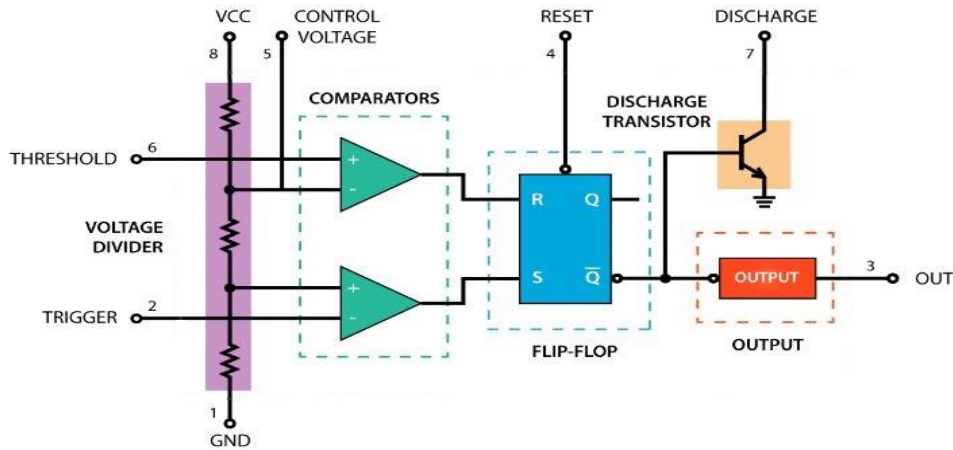 VCC
CONTROL
VOLTAGE
RESET
DISCHARGE
8
5
4
7
COMPARATORS
DISCHARGE
TRANSISTOR
THRESHOLD
6
+
-
R
Q
VOLTAGE
DIVIDER
+
-
S
Q̅
OUTPUT
3
OUT
TRIGGER
2
FLIP-FLOP
OUTPUT
1
GND